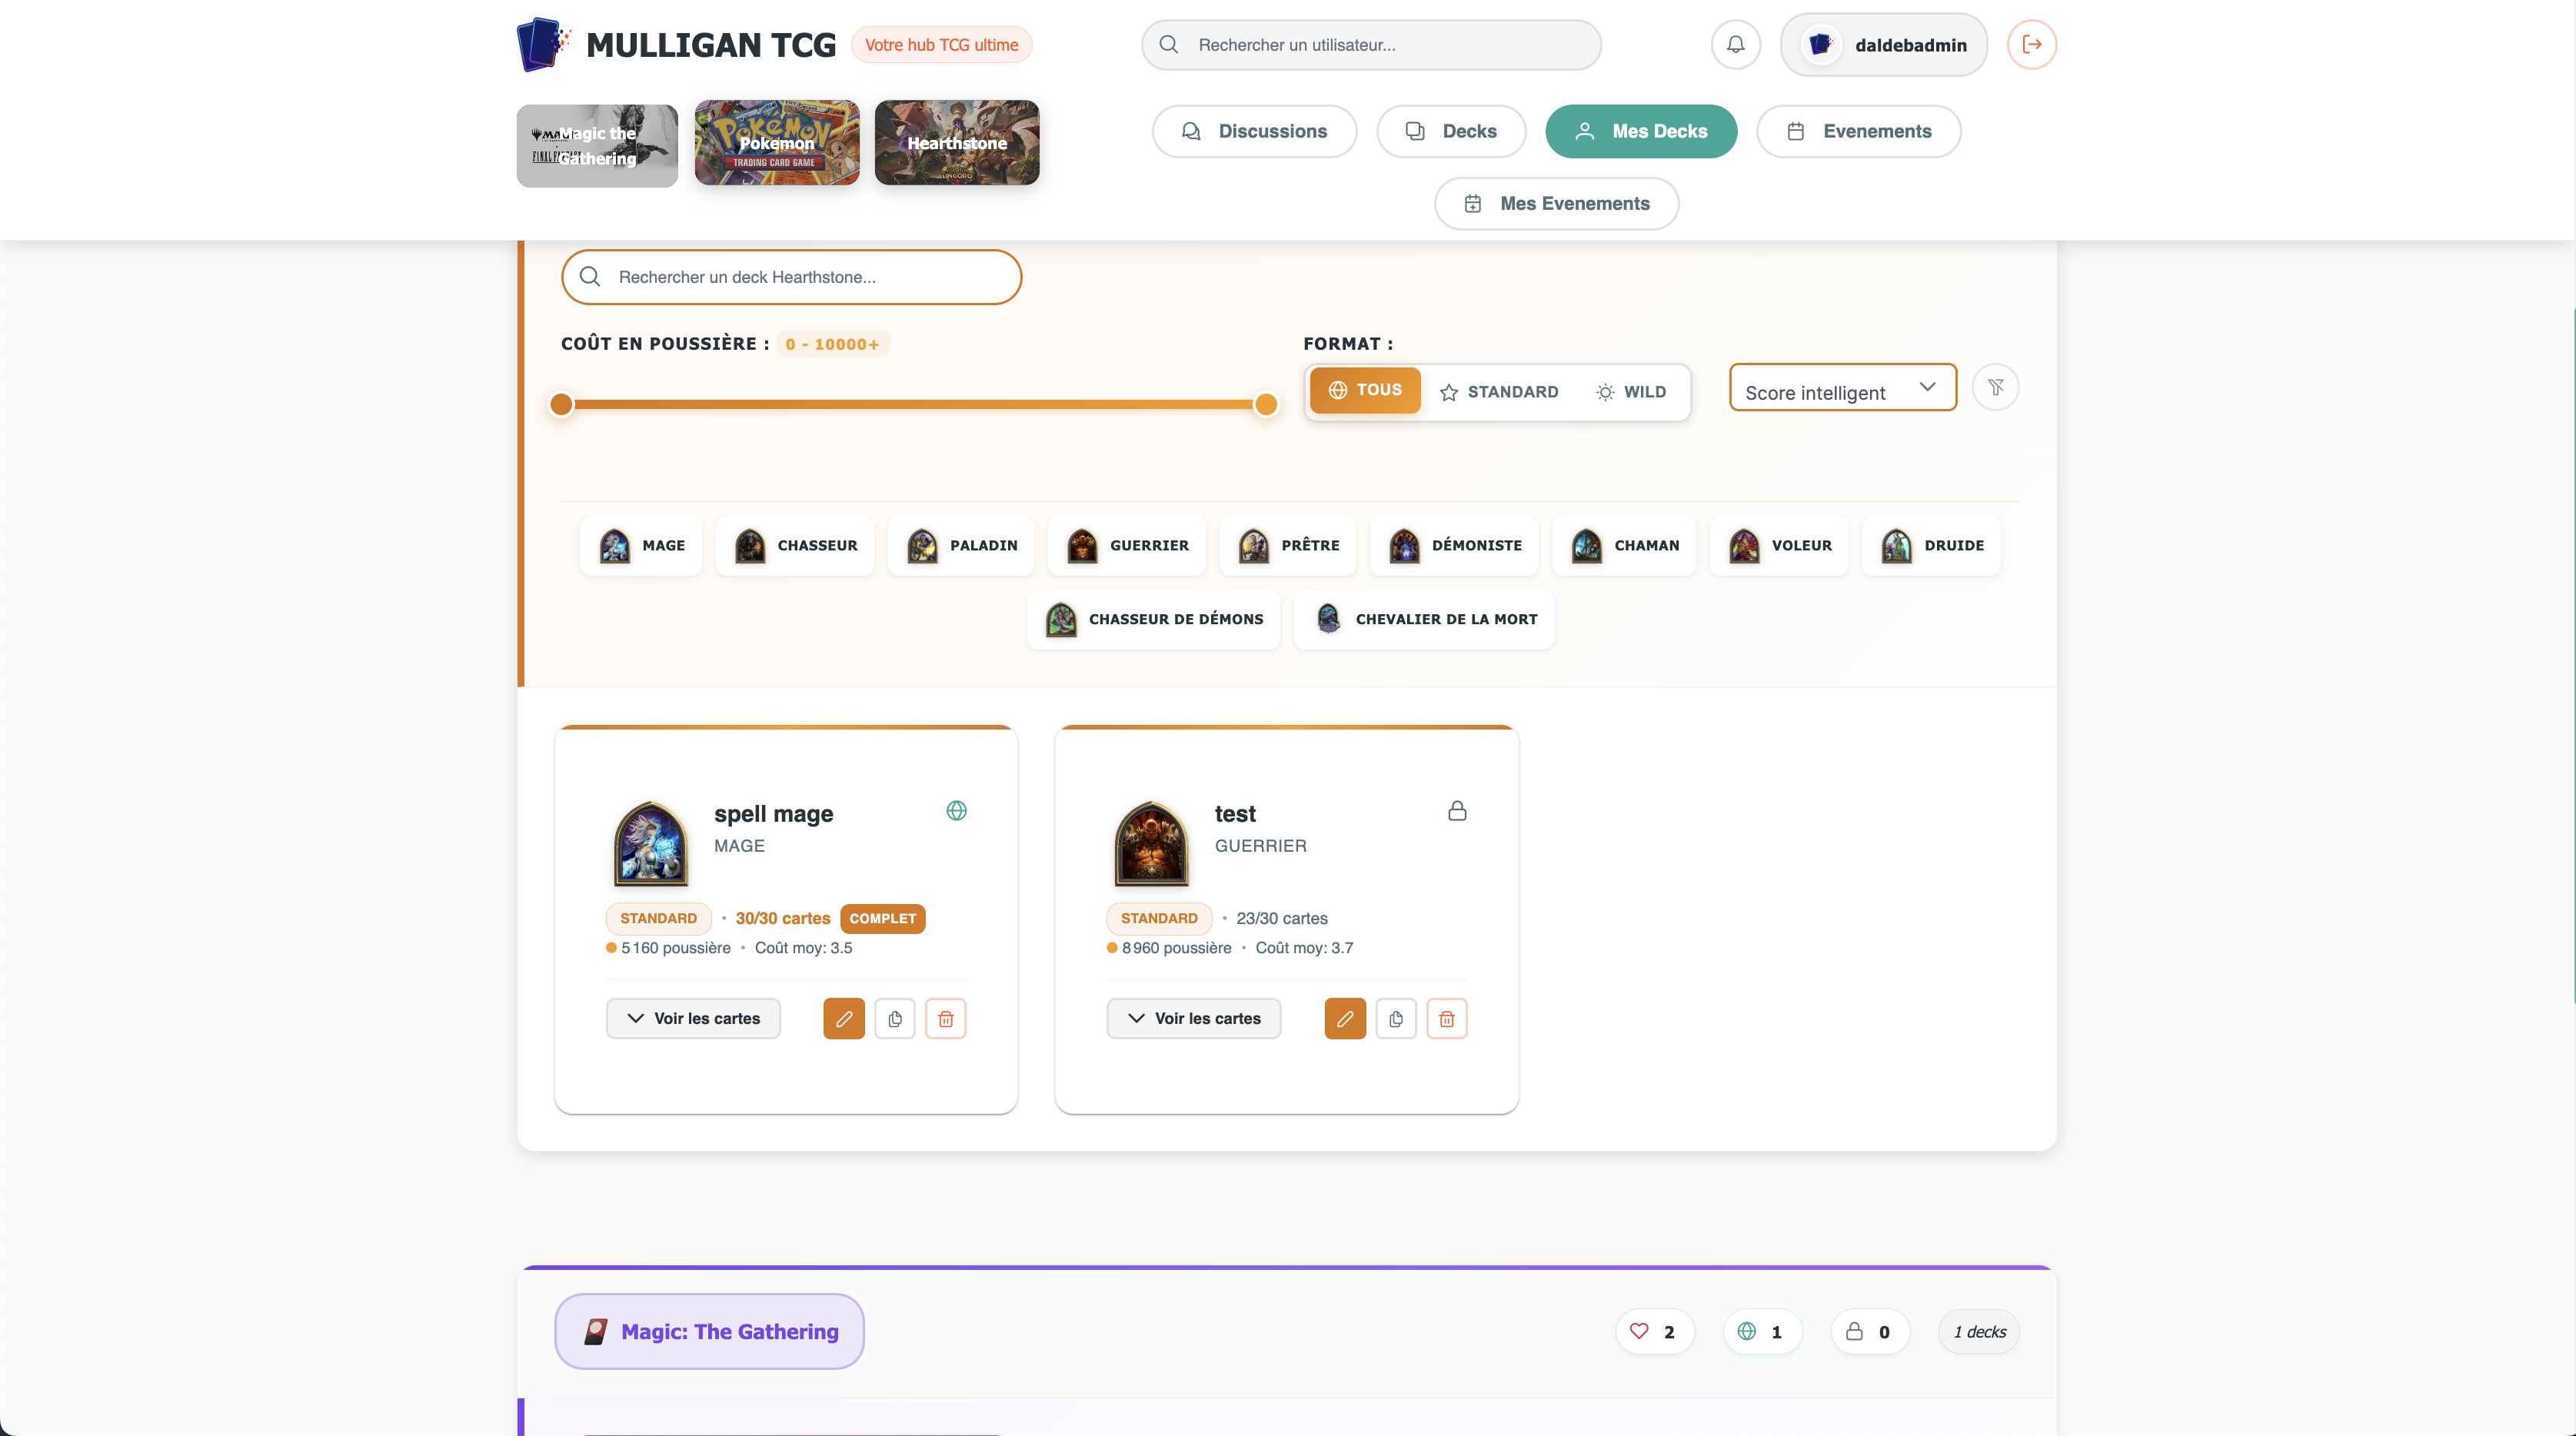 MULLIGAN TCG
Votre hub TCG ultime
Rechercher un utilisateur...
daldebadmin
Magic the
Gathering
FINAL FANTASY
Pokémon
Pokemon
TRADING CARD GAME
Hearthstone
UN'GORO
Discussions
Decks
Mes Decks
Evenements
Mes Evenements
Rechercher un deck Hearthstone...
COÛT EN POUSSIÈRE : 0 - 10000+
FORMAT :
TOUS
STANDARD
WILD
Score intelligent
MAGE
CHASSEUR
PALADIN
GUERRIER
PRÊTRE
DÉMONISTE
CHAMAN
VOLEUR
DRUIDE
CHASSEUR DE DÉMONS
CHEVALIER DE LA MORT
spell mage
MAGE
STANDARD • 30/30 cartes COMPLET
5 160 poussière • Coût moy: 3.5
Voir les cartes
test
GUERRIER
STANDARD • 23/30 cartes
8 960 poussière • Coût moy: 3.7
Voir les cartes
Magic: The Gathering
2
1
0
1 decks